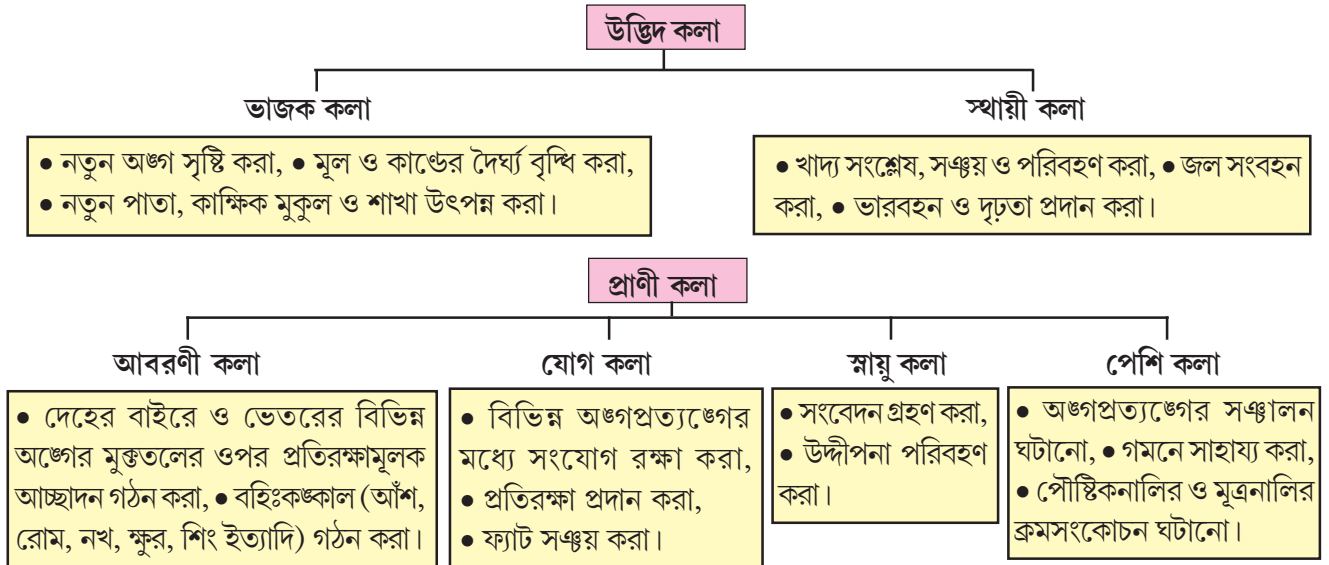 উদ্ভিদ কলা
ভাজক কলা
● নতুন অঙ্গ সৃষ্টি করা, ● মূল ও কাণ্ডের দৈর্ঘ্য বৃদ্ধি করা,
● নতুন পাতা, কাক্ষিক মুকুল ও শাখা উৎপন্ন করা।
স্থায়ী কলা
● খাদ্য সংশ্লেষ, সঞ্চয় ও পরিবহণ করা, ● জল সংবহন
করা, ● ভারবহন ও দৃঢ়তা প্রদান করা।
প্রাণী কলা
আবরণী কলা
● দেহের বাইরে ও ভেতরের বিভিন্ন
অঙ্গের মুক্ততলের ওপর প্রতিরক্ষামূলক
আচ্ছাদন গঠন করা, ● বহিঃকঙ্কাল (আঁশ,
রোম, নখ, ক্ষুর, শিং ইত্যাদি) গঠন করা।
যোগ কলা
● বিভিন্ন অঙ্গপ্রত্যঙ্গের
মধ্যে সংযোগ রক্ষা করা,
● প্রতিরক্ষা প্রদান করা,
● ফ্যাট সঞ্চয় করা।
স্নায়ু কলা
● সংবেদন গ্রহণ করা,
● উদ্দীপনা পরিবহণ
করা।
পেশি কলা
● অঙ্গপ্রত্যঙ্গের সঞ্চালন
ঘটানো, ● গমনে সাহায্য করা,
● পৌষ্টিকনালির ও মূত্রনালির
ক্রমসংকোচন ঘটানো।